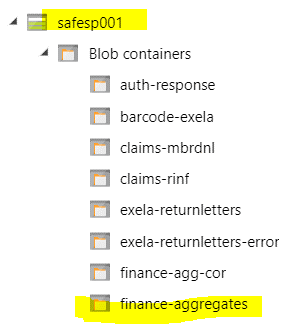 safesp001
Blob containers
auth-response
barcode-exela
claims-mbrdnl
claims-rinf
exela-returnletters
exela-returnletters-error
finance-agg-cor
finance-aggregates